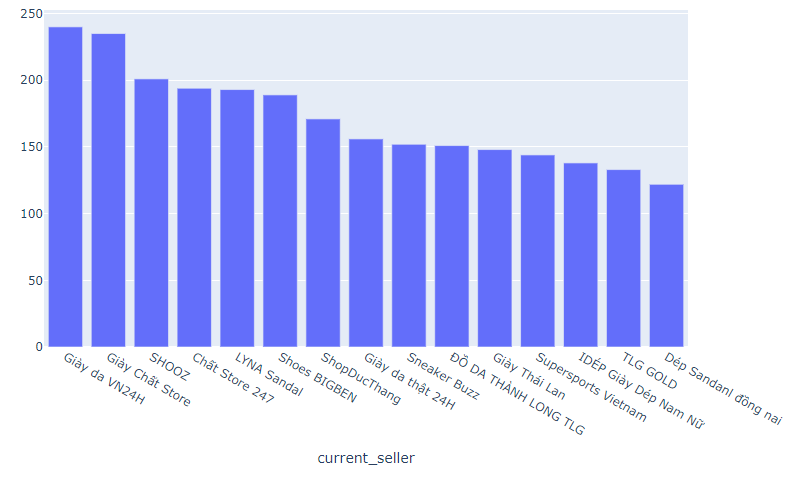 250
200
150
100
50
0
Giày da VN24H
Giày Chất Store
SHOOZ
Chất Store 247
LYNA Sandal
Shoes BIGBEN
ShopDucThang
Giày da thật 24H
Sneaker Buzz
ĐỒ DA THÀNH LONG TLG
Giày Thái Lan
Supersports Vietnam
IDÉP Giày Dép Nam Nữ
TLG GOLD
Dép Sandanl đồng nai
current_seller